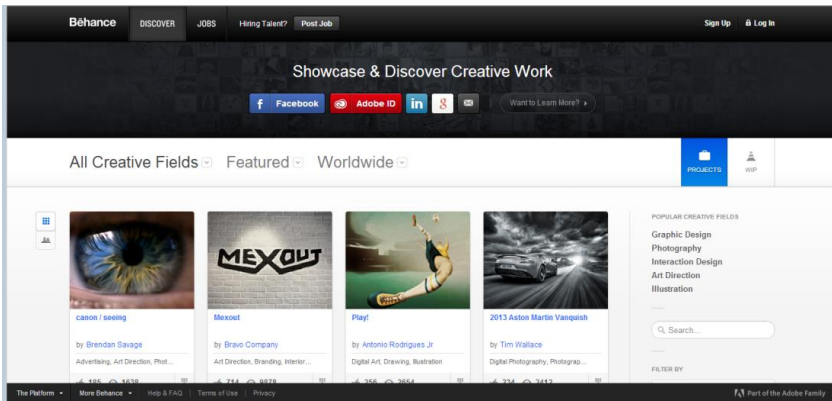 Bēhance
DISCOVER
JOBS
Hiring Talent? Post Job
Sign Up
Log In
Showcase & Discover Creative Work
f Facebook
Adobe ID
in
8
Want to Learn More?
All Creative Fields
Featured
Worldwide
PROJECTS
WIP
MEXOUT
canon / seeing
by Brendan Savage
Advertising, Art Direction, Phot...
185 1638
Mexout
by Bravo Company
Art Direction, Branding, Interior...
714 9878
Play!
by Antonio Rodrigues Jr
Digital Art, Drawing, Illustration
256 2654
2013 Aston Martin Vanquish
by Tim Wallace
Digital Photography, Photograp...
234 2412
POPULAR CREATIVE FIELDS
Graphic Design
Photography
Interaction Design
Art Direction
Illustration
Search...
FILTER BY
The Platform
More Behance
Help & FAQ
Terms of Use
Privacy
Part of the Adobe Family